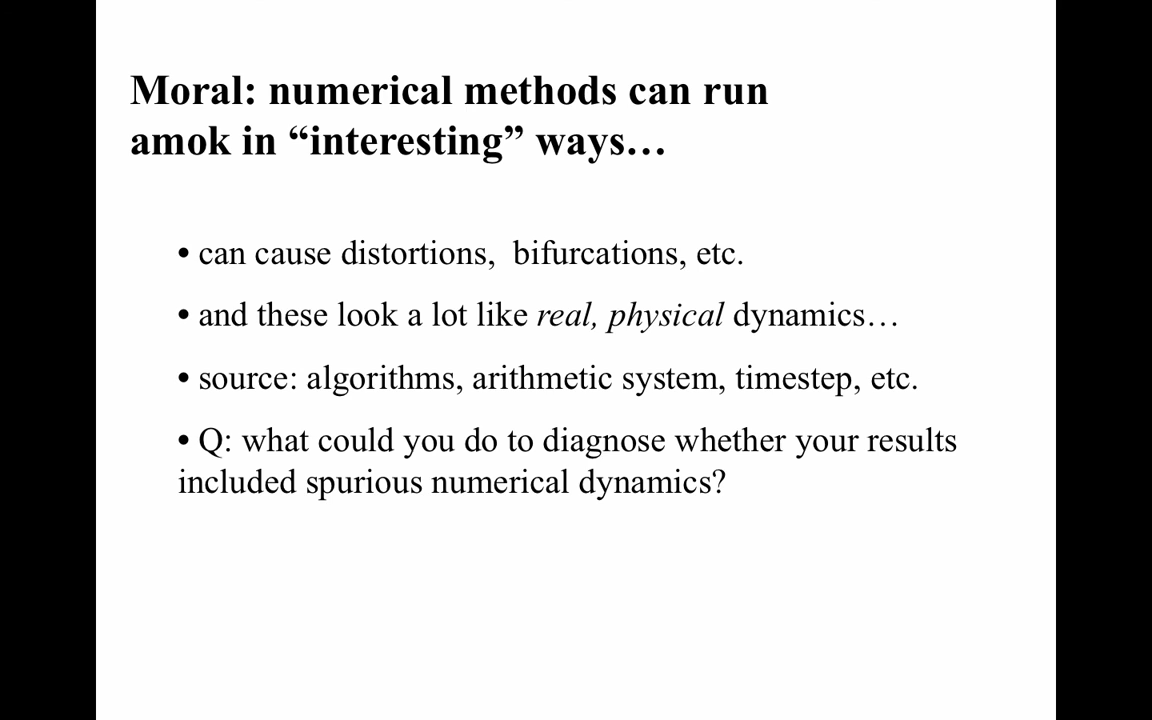 Moral: numerical methods can run
amok in “interesting” ways…
• can cause distortions,  bifurcations, etc.
• and these look a lot like real, physical dynamics…
• source: algorithms, arithmetic system, timestep, etc.
• Q: what could you do to diagnose whether your results
included spurious numerical dynamics?